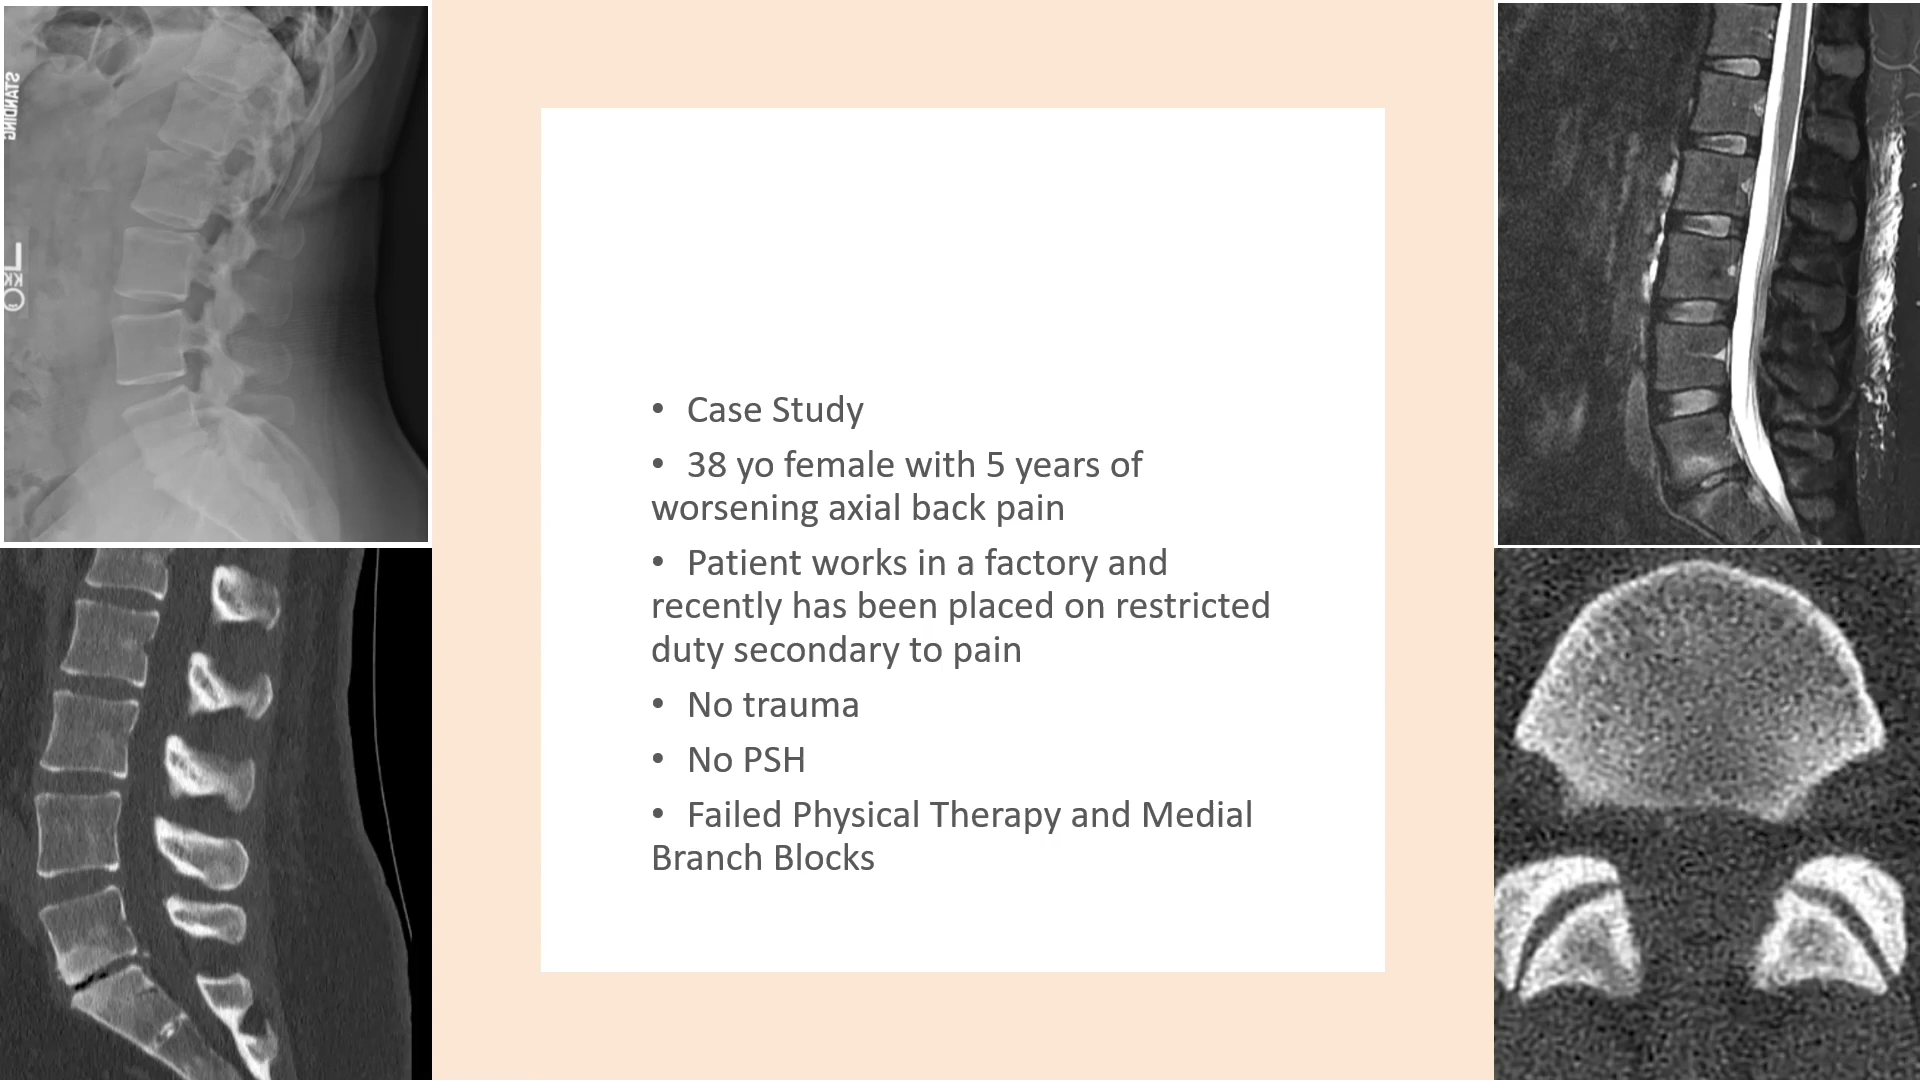 STANDING
L
KKC
• Case Study
• 38 yo female with 5 years of
worsening axial back pain
• Patient works in a factory and
recently has been placed on restricted
duty secondary to pain
• No trauma
• No PSH
• Failed Physical Therapy and Medial
Branch Blocks